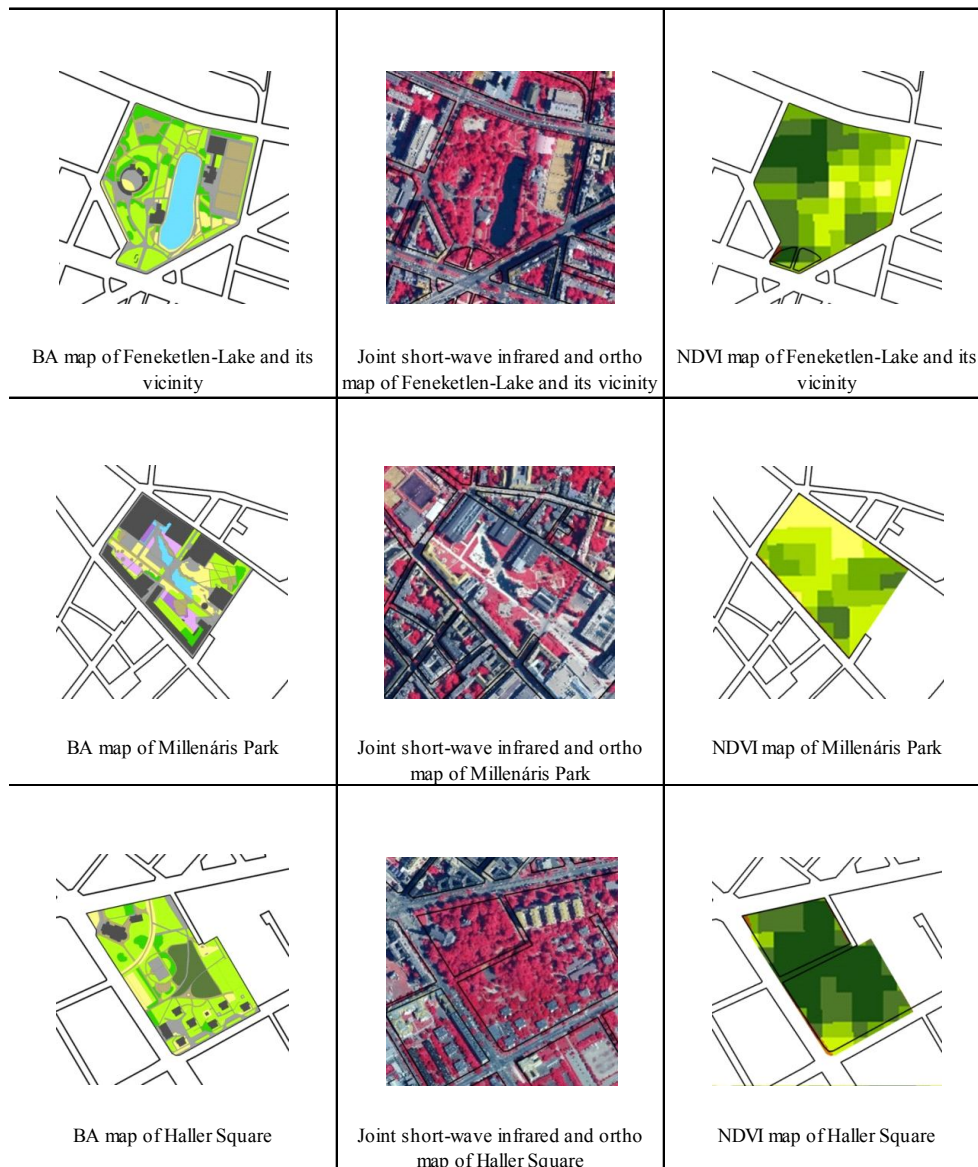 BA map of Feneketlen-Lake and its
vicinity
Joint short-wave infrared and ortho
map of Feneketlen-Lake and its vicinity
NDVI map of Feneketlen-Lake and its
vicinity
BA map of Millenáris Park
Joint short-wave infrared and ortho
map of Millenáris Park
NDVI map of Millenáris Park
BA map of Haller Square
Joint short-wave infrared and ortho
map of Haller Square
NDVI map of Haller Square